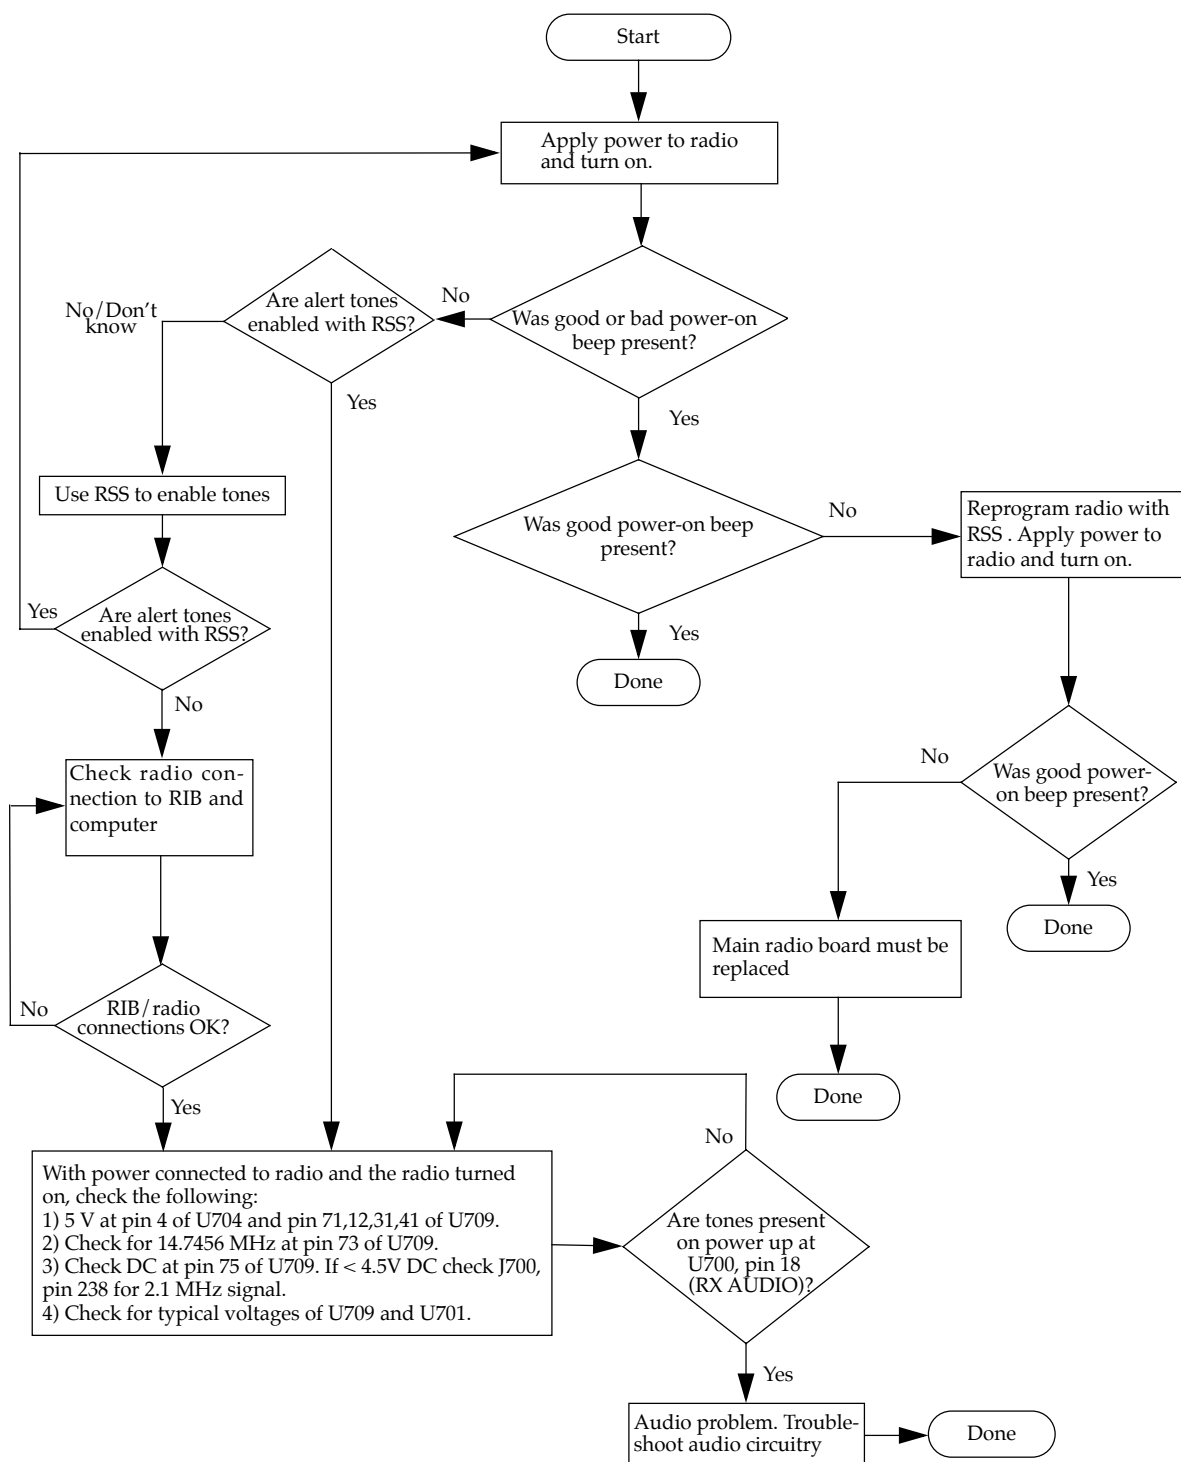 Start
Apply power to radio
and turn on.
No/Don't
know
Are alert tones
enabled with RSS?
No
Was good or bad power-on
beep present?
Yes
Yes
Use RSS to enable tones
Was good power-on beep
present?
No
Reprogram radio with
RSS . Apply power to
radio and turn on.
Yes
Are alert tones
enabled with RSS?
Yes
Done
No
Check radio con-
nection to RIB and
computer
No
Was good power-
on beep present?
Yes
Done
Main radio board must be
replaced
No
RIB/radio
connections OK?
Yes
Done
No
With power connected to radio and the radio turned
on, check the following:
1) 5 V at pin 4 of U704 and pin 71,12,31,41 of U709.
2) Check for 14.7456 MHz at pin 73 of U709.
3) Check DC at pin 75 of U709. If < 4.5V DC check J700,
pin 238 for 2.1 MHz signal.
4) Check for typical voltages of U709 and U701.
Are tones present
on power up at
U700, pin 18
(RX AUDIO)?
Yes
Audio problem. Trouble-
shoot audio circuitry
Done